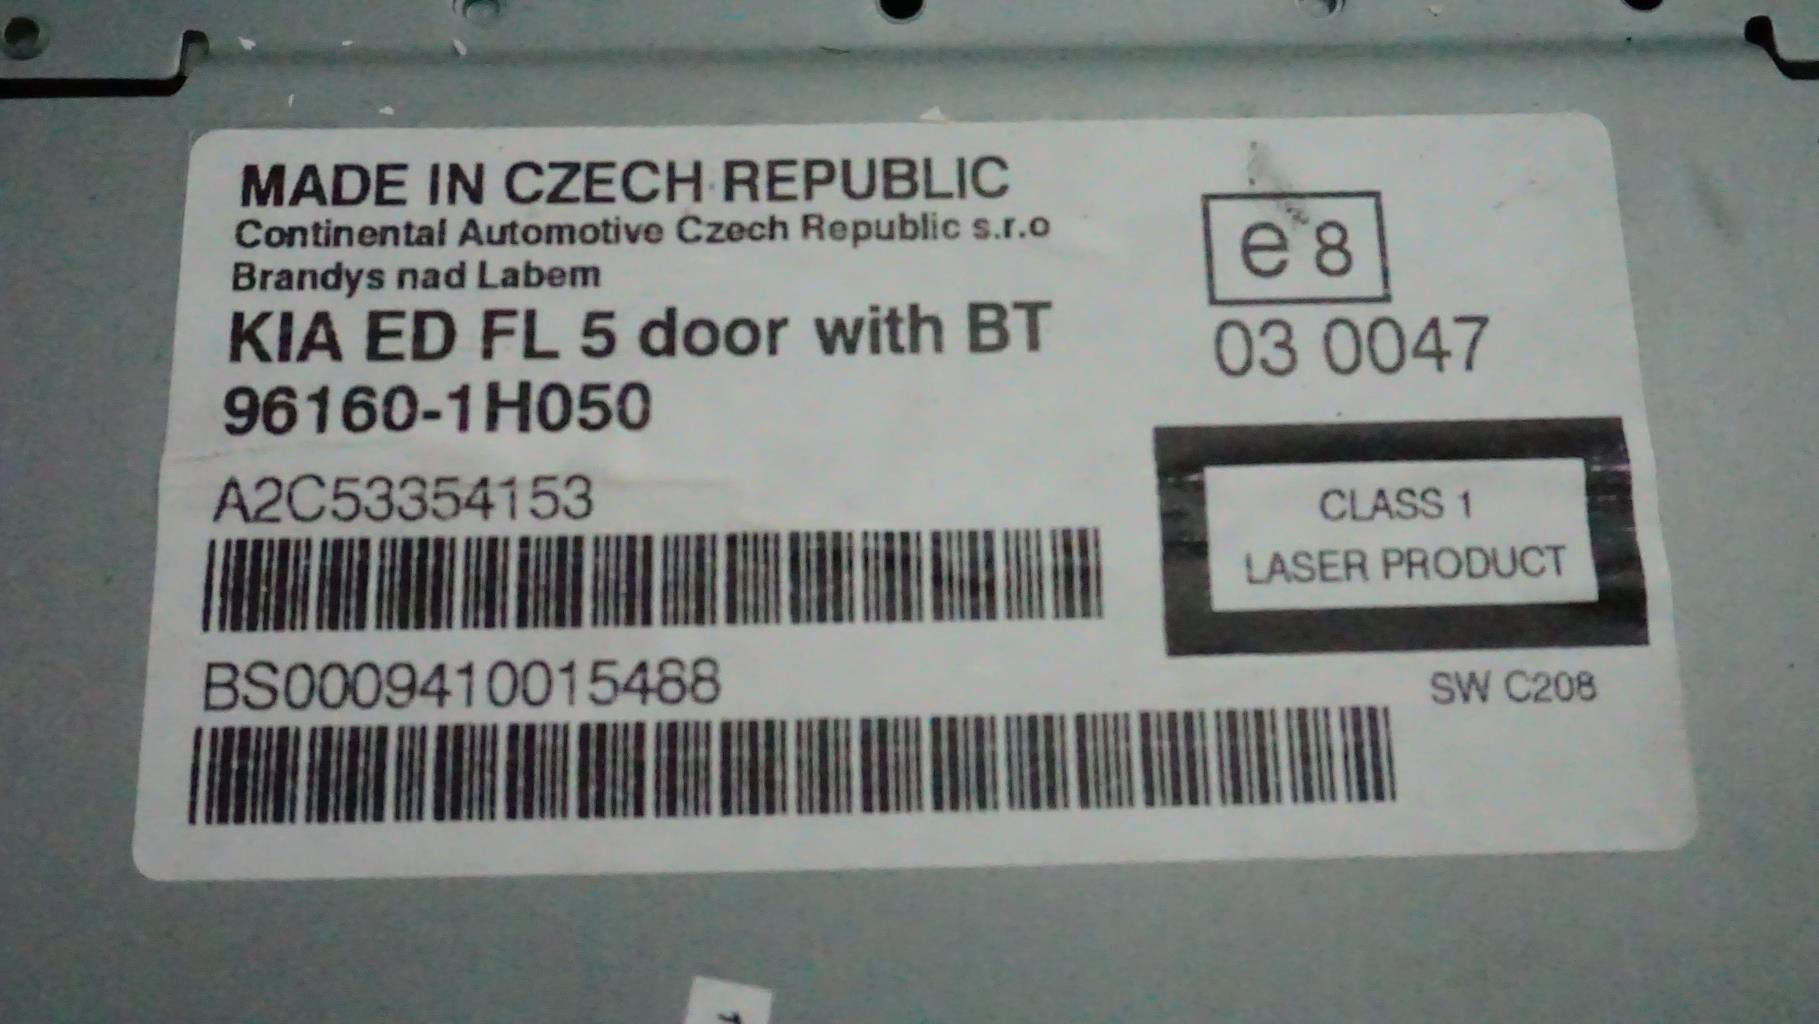 MADE IN CZECH REPUBLIC
Continental Automotive Czech Republic s.r.o
Brandys nad Labem
KIA ED FL 5 door with BT
96160-1H050
A2C53354153
BS0009410015488
e8
03 0047
CLASS 1
LASER PRODUCT
SW C208